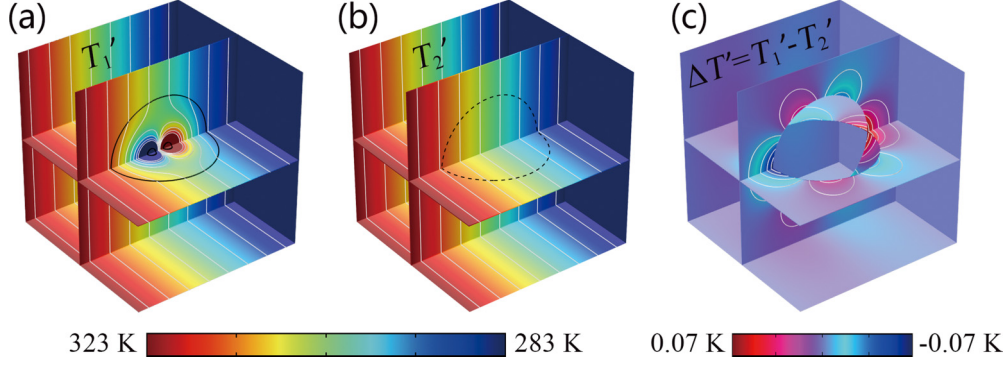 (a)
T₁′
(b)
T₂′
(c)
ΔT′=T₁′-T₂′
323 K
283 K
0.07 K
-0.07 K